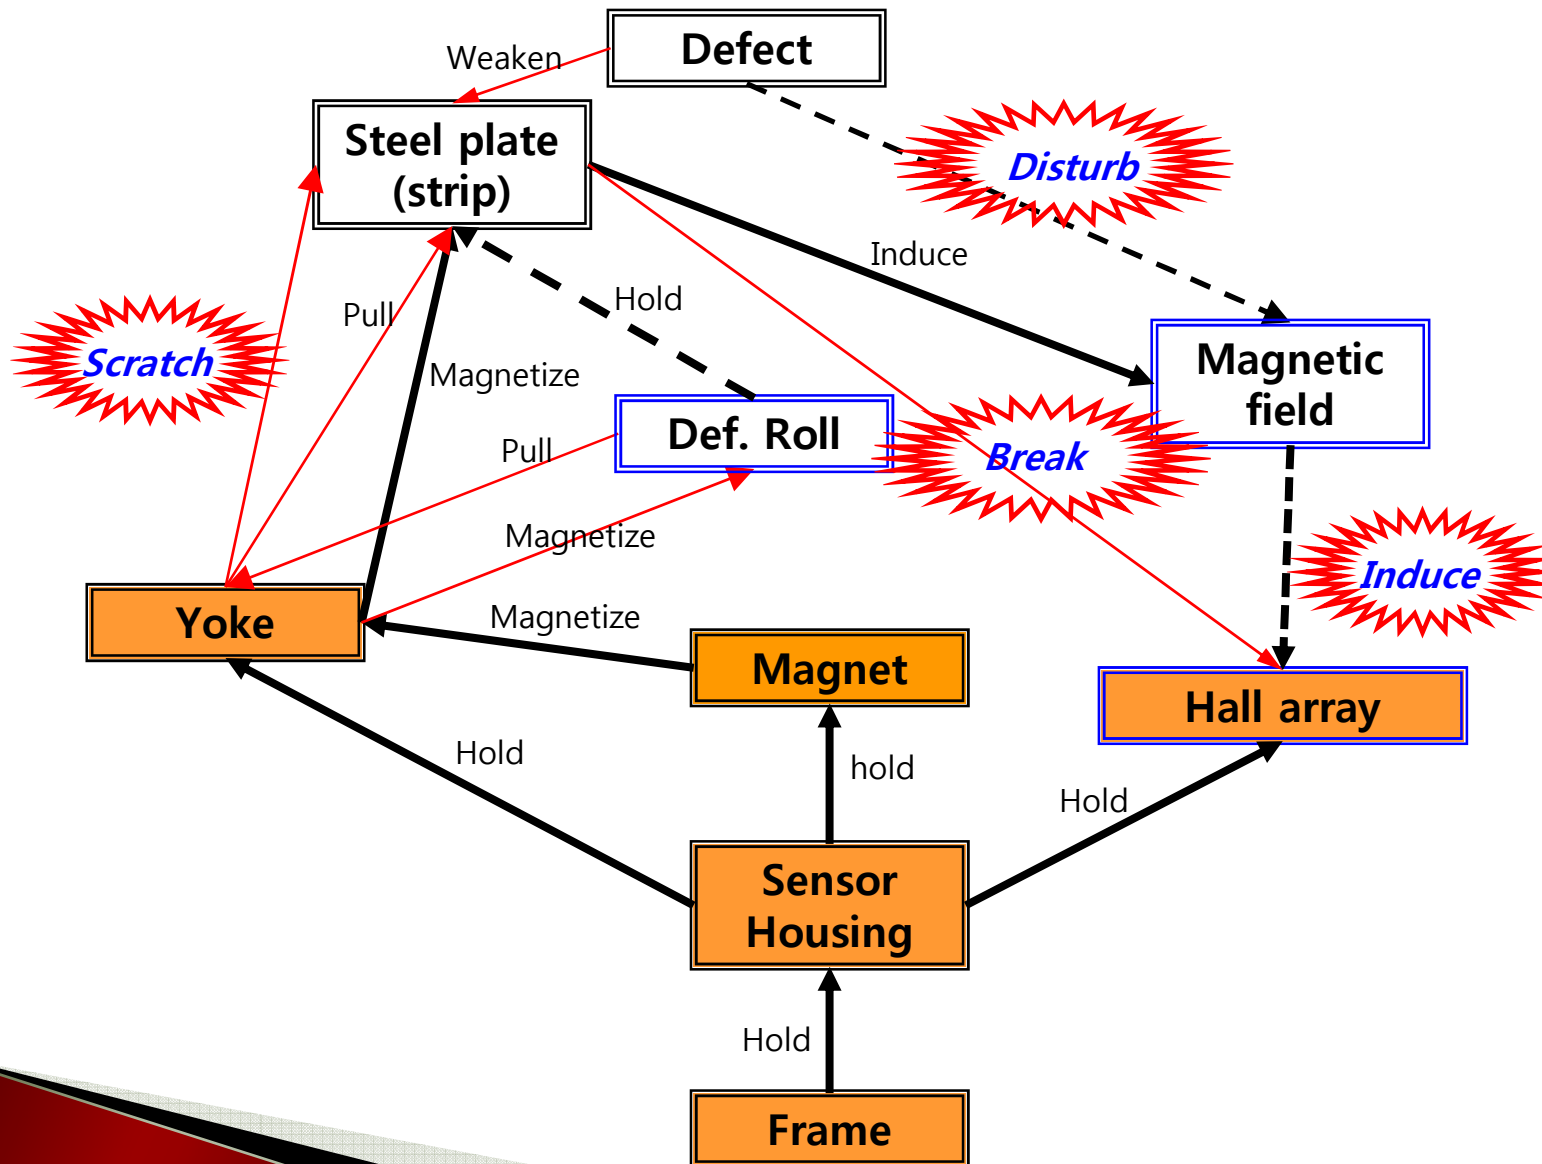 Defect
Weaken
Steel plate
(strip)
Disturb
Induce
Hold
Pull
Scratch
Magnetize
Magnetic
field
Def. Roll
Pull
Break
Magnetize
Induce
Yoke
Magnetize
Magnet
Hall array
Hold
hold
Hold
Sensor
Housing
Hold
Frame